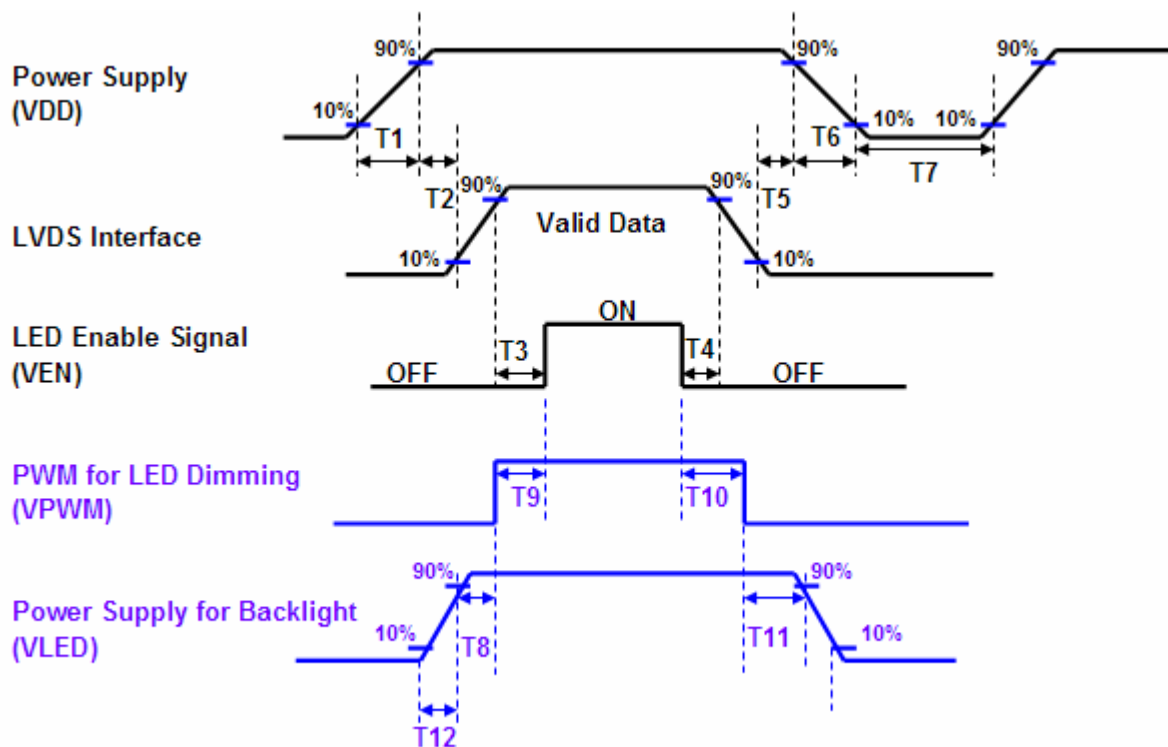 90% 90% 90%
Power Supply
(VDD)
10% 10% 10%
T1 T6 T7
T2 90% 90% T5
LVDS Interface Valid Data
10% 10%
ON
LED Enable Signal
(VEN)
T3 T4
OFF OFF
PWM for LED Dimming
(VPWM)
T9 T10
90% 90%
Power Supply for Backlight
(VLED)
10% 10%
T8 T11
T12